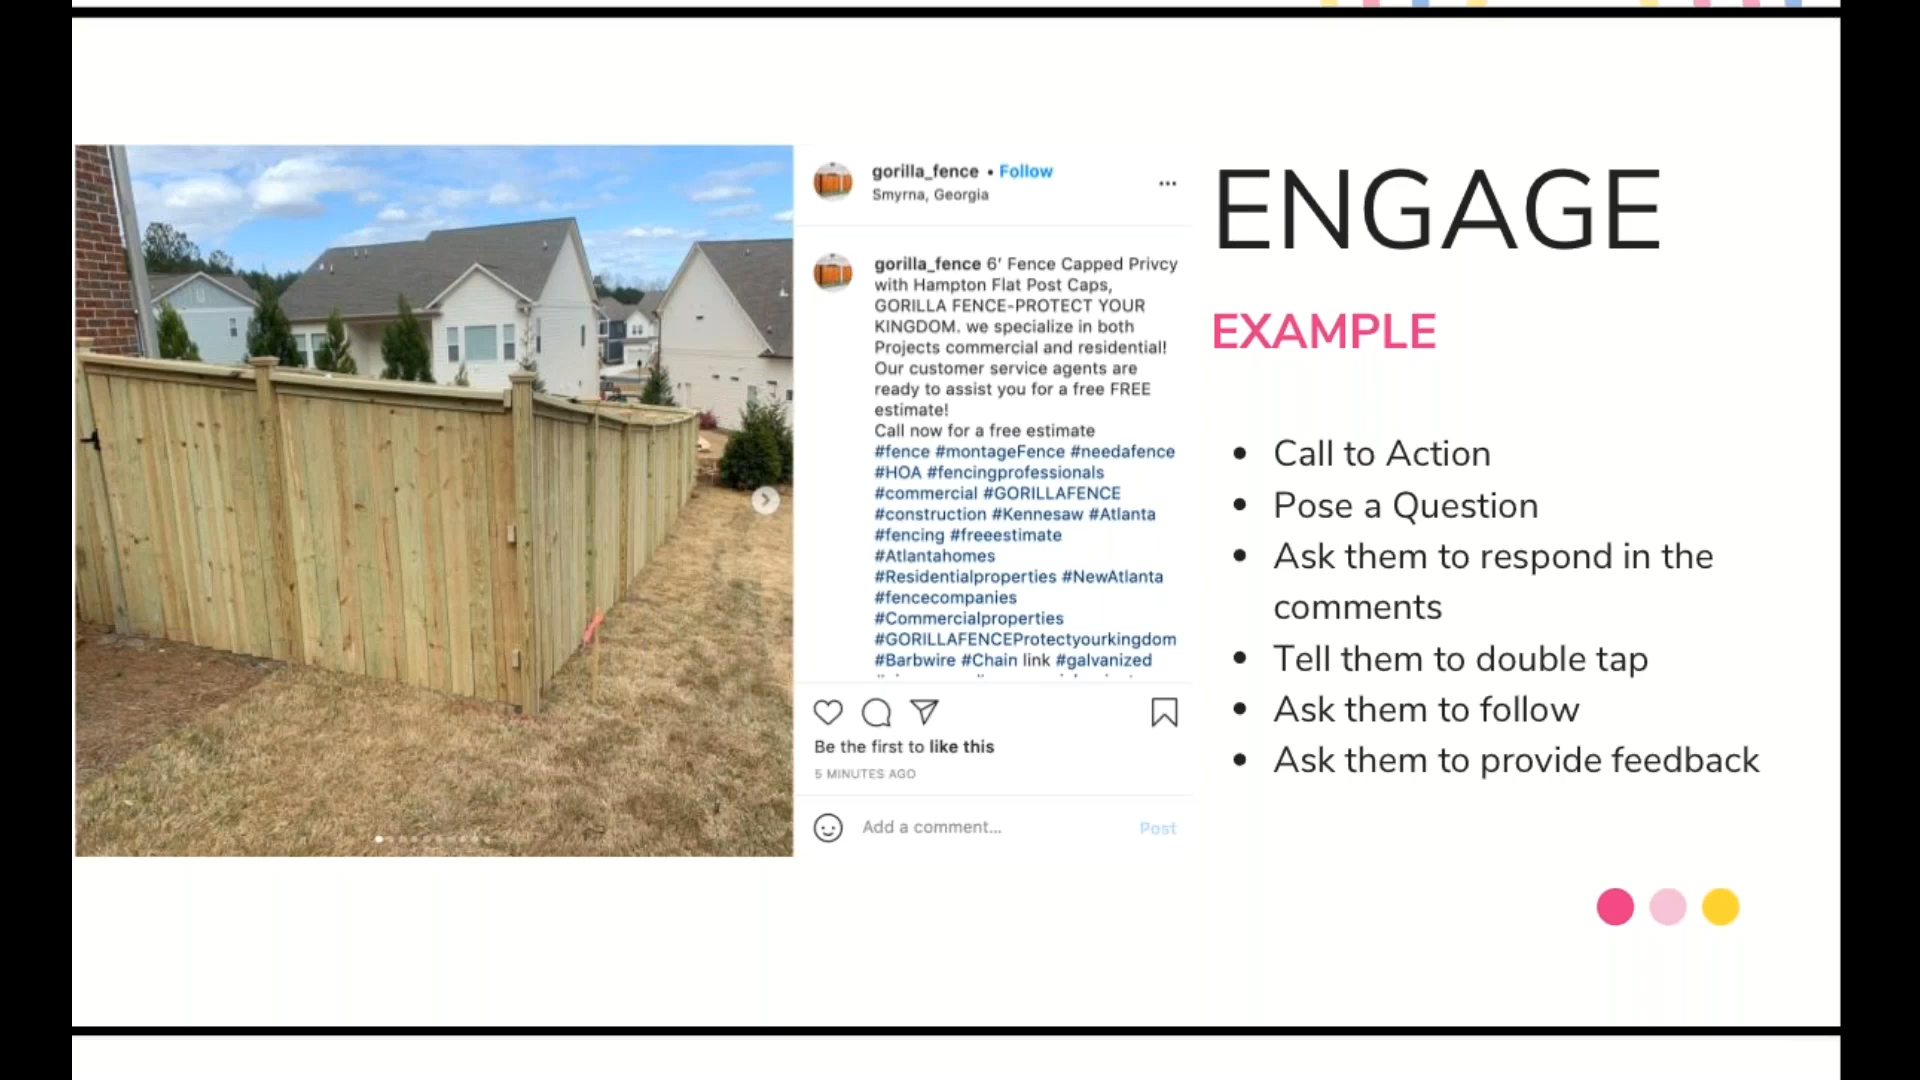 gorilla_fence • Follow
Smyrna, Georgia
gorilla_fence 6' Fence Capped Privcy
with Hampton Flat Post Caps,
GORILLA FENCE-PROTECT YOUR
KINGDOM. we specialize in both
Projects commercial and residential!
Our customer service agents are
ready to assist you for a free FREE
estimate!
Call now for a free estimate
#fence #montageFence #needafence
#HOA #fencingprofessionals
#commercial #GORILLAFENCE
#construction #Kennesaw #Atlanta
#fencing #freeestimate
#Atlantahomes
#Residentialproperties #NewAtlanta
#fencecompanies
#Commercialproperties
#GORILLAFENCEProtectyourkingdom
#Barbwire #Chain link #galvanized
Be the first to like this
5 MINUTES AGO
Add a comment...
Post
ENGAGE
EXAMPLE
• Call to Action
• Pose a Question
• Ask them to respond in the
comments
• Tell them to double tap
• Ask them to follow
• Ask them to provide feedback